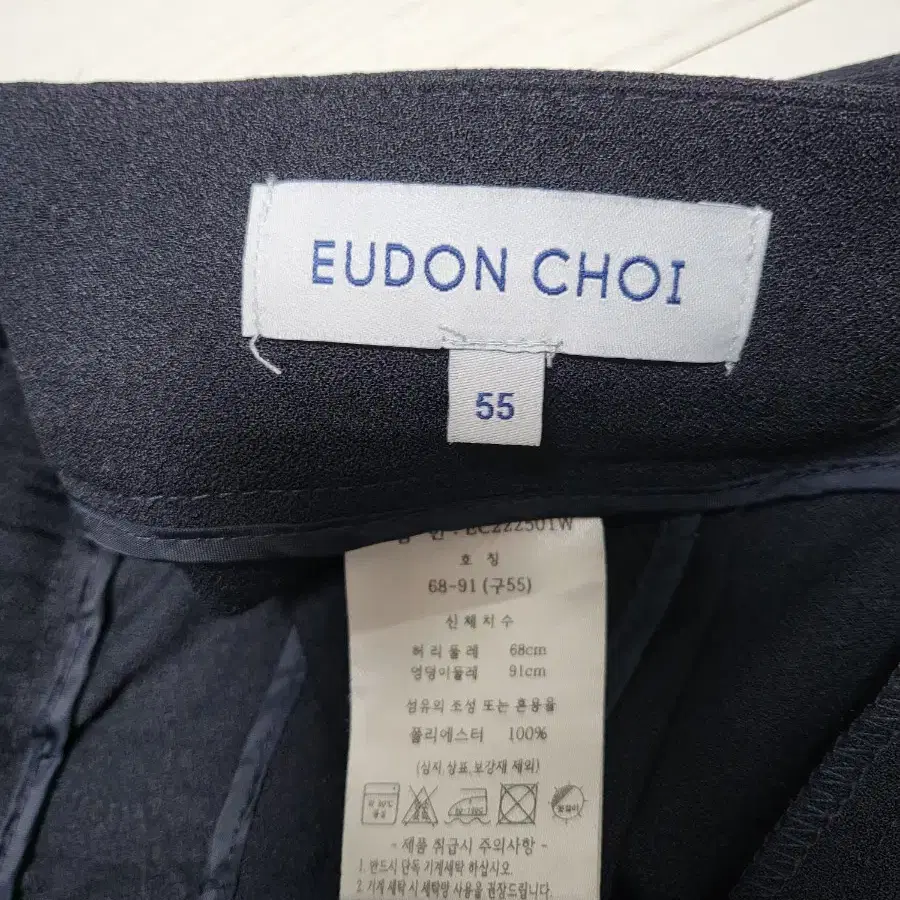 EUDON CHOI
55
EC222501W
호 칭
68-91 (구55)
신체치수
허리둘레 68cm
엉덩이둘레 91cm
섬유의 조성 또는 혼용율
폴리에스터 100%
(심지,상표,보강재 제외)
- 제품 취급시 주의사항 -
1. 반드시 단독 기계세탁 하십시오.
2. 기계세탁 시 세탁망 사용을 권장드립니다.